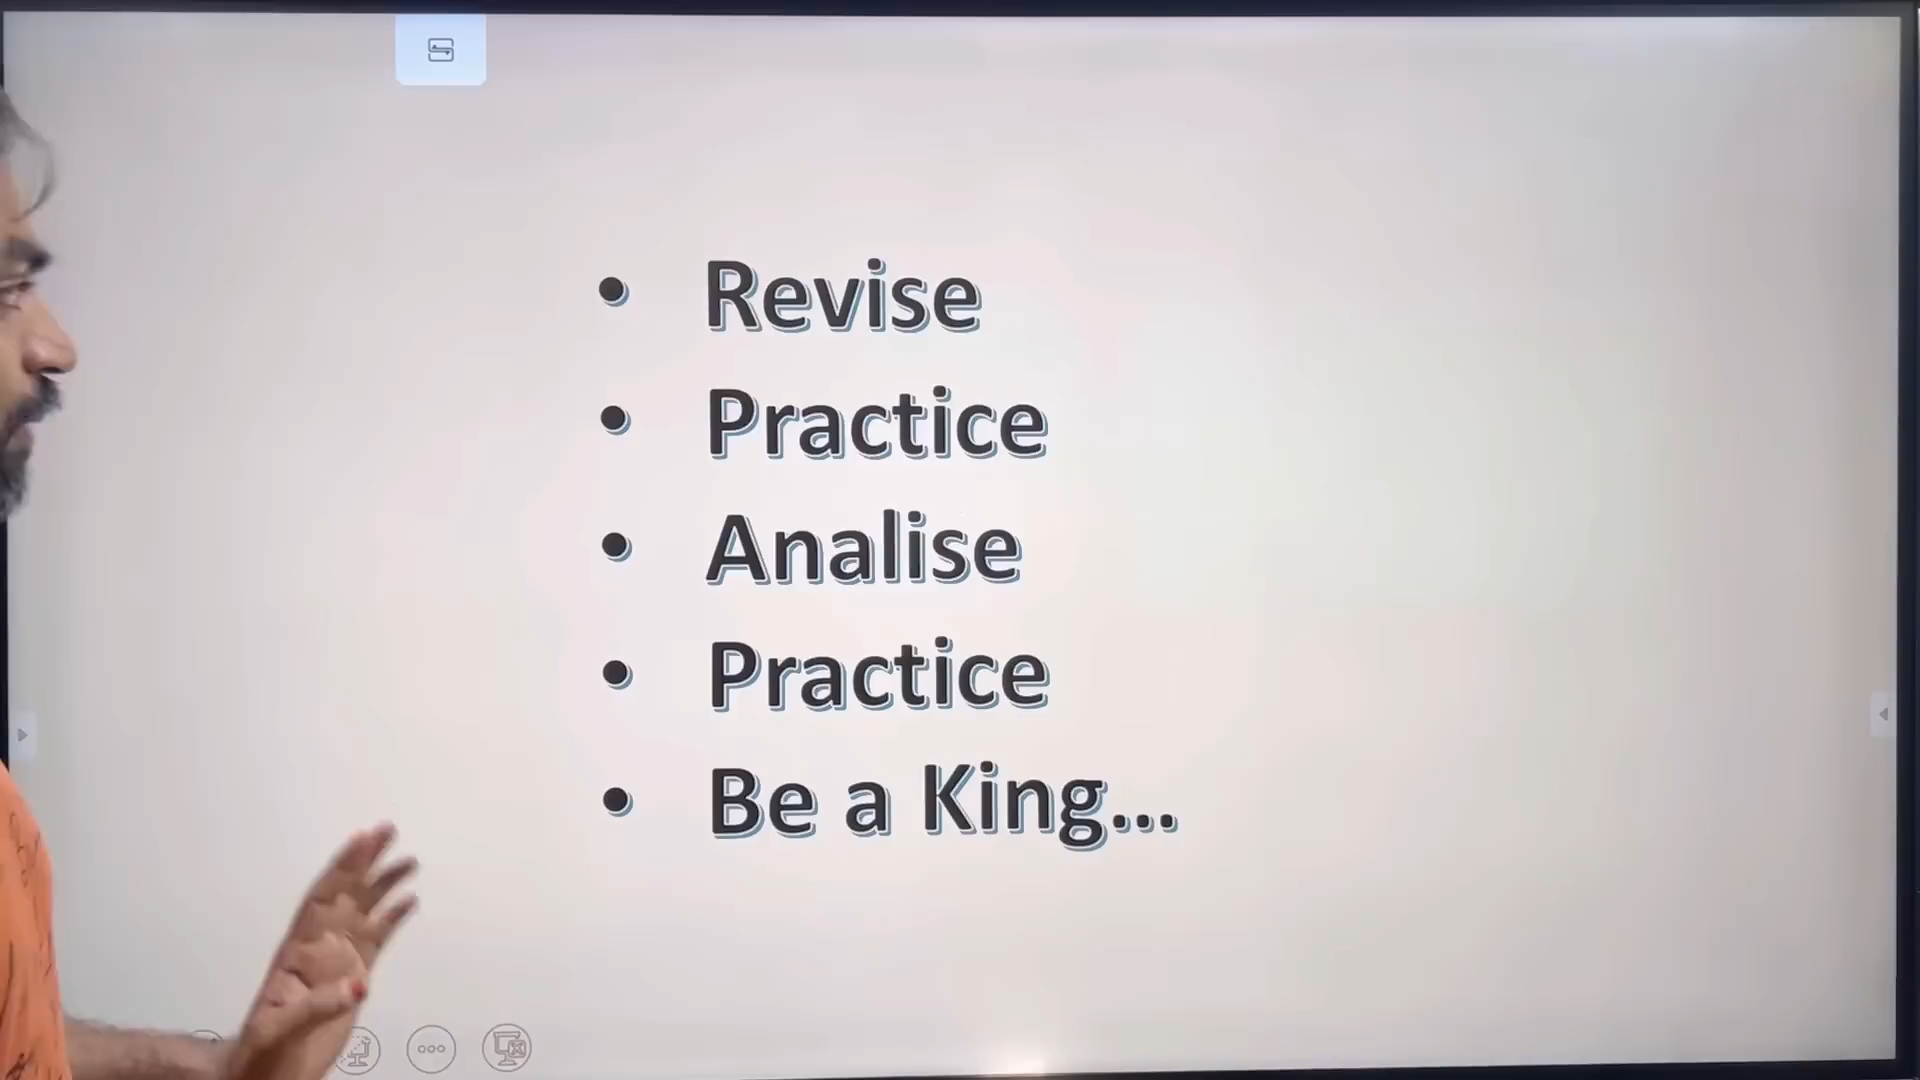 • Revise
• Practice
• Analise
• Practice
• Be a King...